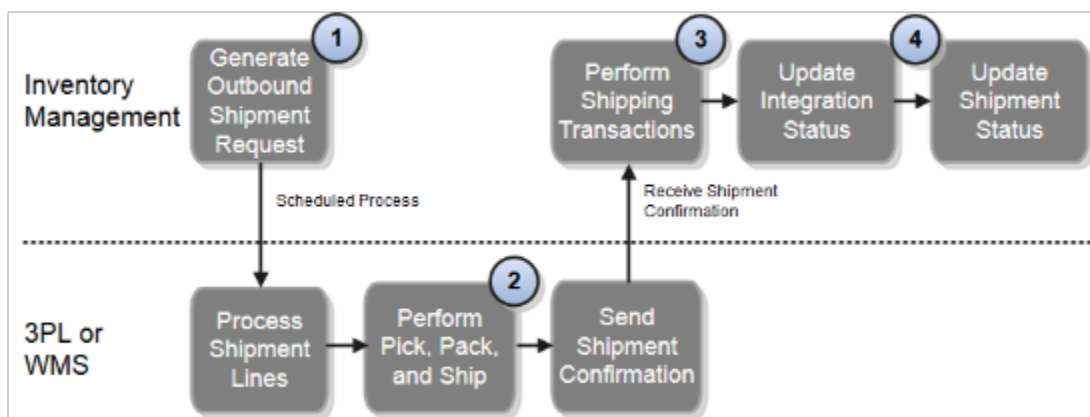 1
Generate
Outbound
Shipment
Request
3
Perform
Shipping
Transactions
4
Update
Integration
Status
Update
Shipment
Status
Inventory
Management
Scheduled Process
Receive Shipment
Confirmation
2
Process
Shipment
Lines
Perform
Pick, Pack,
and Ship
Send
Shipment
Confirmation
3PL or
WMS